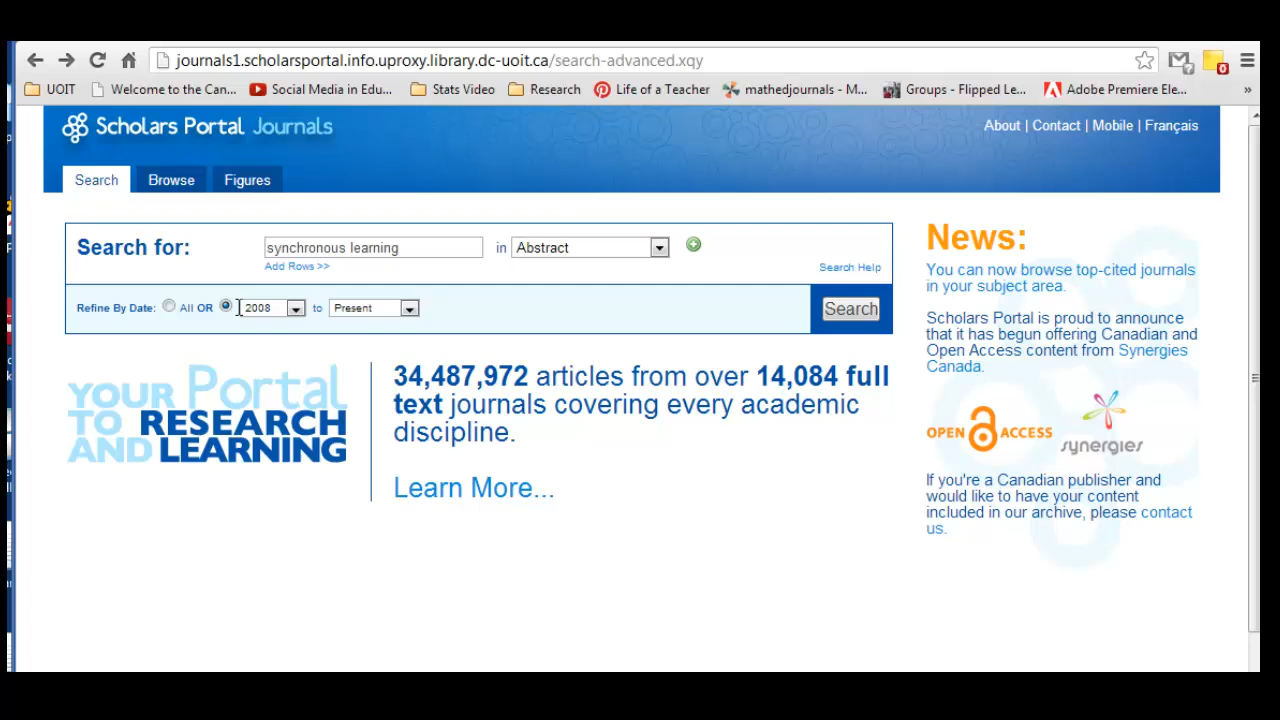 journals1.scholarsportal.info.uproxy.library.dc-uoit.ca/search-advanced.xqy
UOIT Welcome to the Can... Social Media in Edu... Stats Video Research Life of a Teacher mathedjournals - M... Groups - Flipped Le... Adobe Premiere Ele... »
Scholars Portal Journals
About | Contact | Mobile | Français
Search Browse Figures
Search for: synchronous learning in Abstract
Add Rows >>
Search Help
Refine By Date: All OR 2008 to Present Search
YOUR Portal
TO RESEARCH
AND LEARNING
34,487,972 articles from over 14,084 full
text journals covering every academic
discipline.
Learn More...
News:
You can now browse top-cited journals
in your subject area.
Scholars Portal is proud to announce
that it has begun offering Canadian and
Open Access content from Synergies
Canada.
OPEN ACCESS synergies
If you're a Canadian publisher and
would like to have your content
included in our archive, please contact
us.